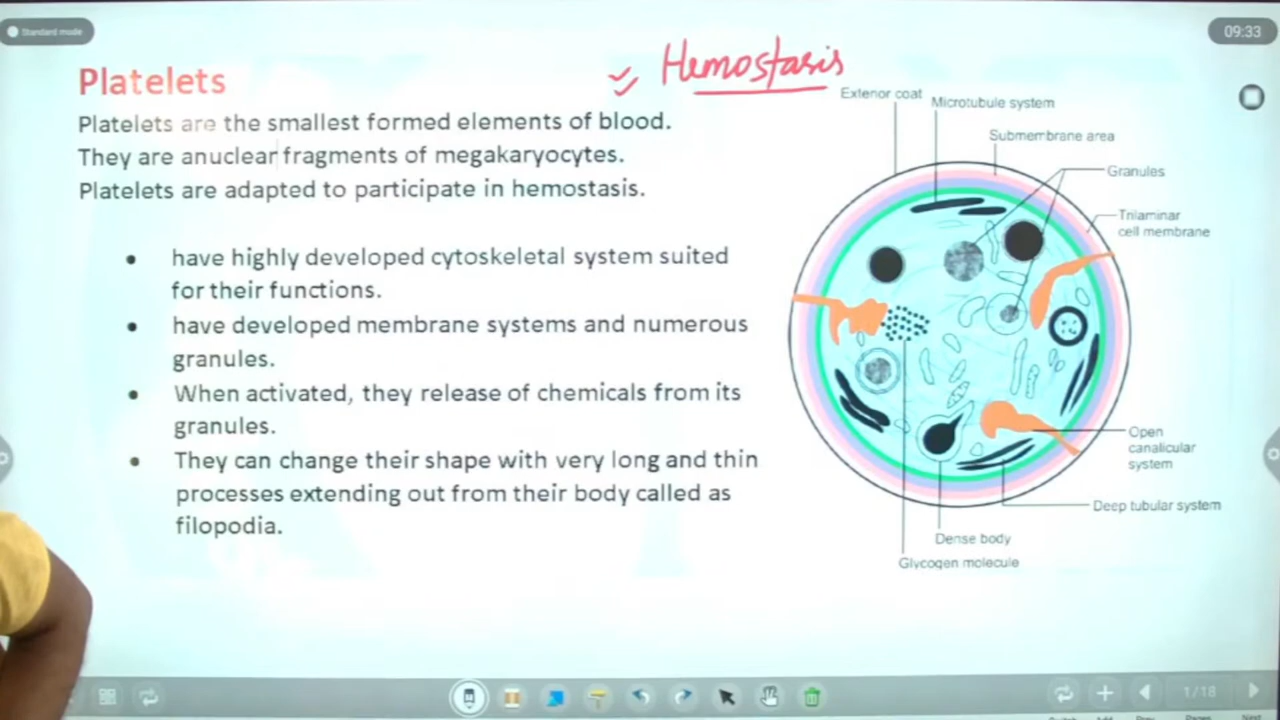 Standard mode
09:33
Hemostasis
Platelets
Platelets are the smallest formed elements of blood.
They are anuclear fragments of megakaryocytes.
Platelets are adapted to participate in hemostasis.
• have highly developed cytoskeletal system suited
for their functions.
• have developed membrane systems and numerous
granules.
• When activated, they release of chemicals from its
granules.
• They can change their shape with very long and thin
processes extending out from their body called as
filopodia.
Exterior coat
Microtubule system
Submembrane area
Granules
Trilaminar
cell membrane
Open
canalicular
system
Deep tubular system
Dense body
Glycogen molecule
1/18